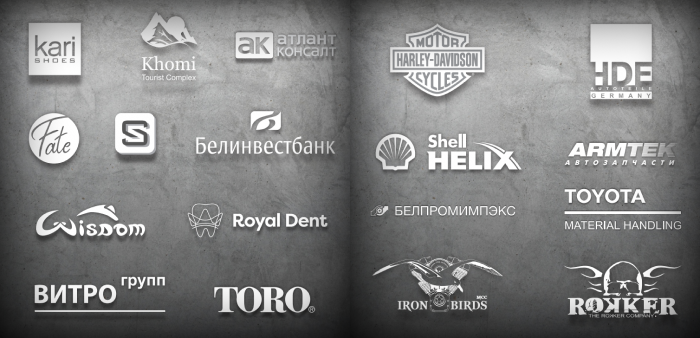 kari
SHOES
Khomi
Tourist Complex
ак атлант
консалт
Fate
S
Белинвестбанк
Wisdom
Royal Dent
ВИТРО групп
TORO®
MOTOR
HARLEY-DAVIDSON
CYCLES
HDE
AUTOTEILE
GERMANY
Shell
HELIX
ARMTEK
АВТОЗАПЧАСТИ
БЕЛПРОМИМПЭКС
TOYOTA
MATERIAL HANDLING
MCC
IRON BIRDS
ROKKER
THE ROKKER COMPANY